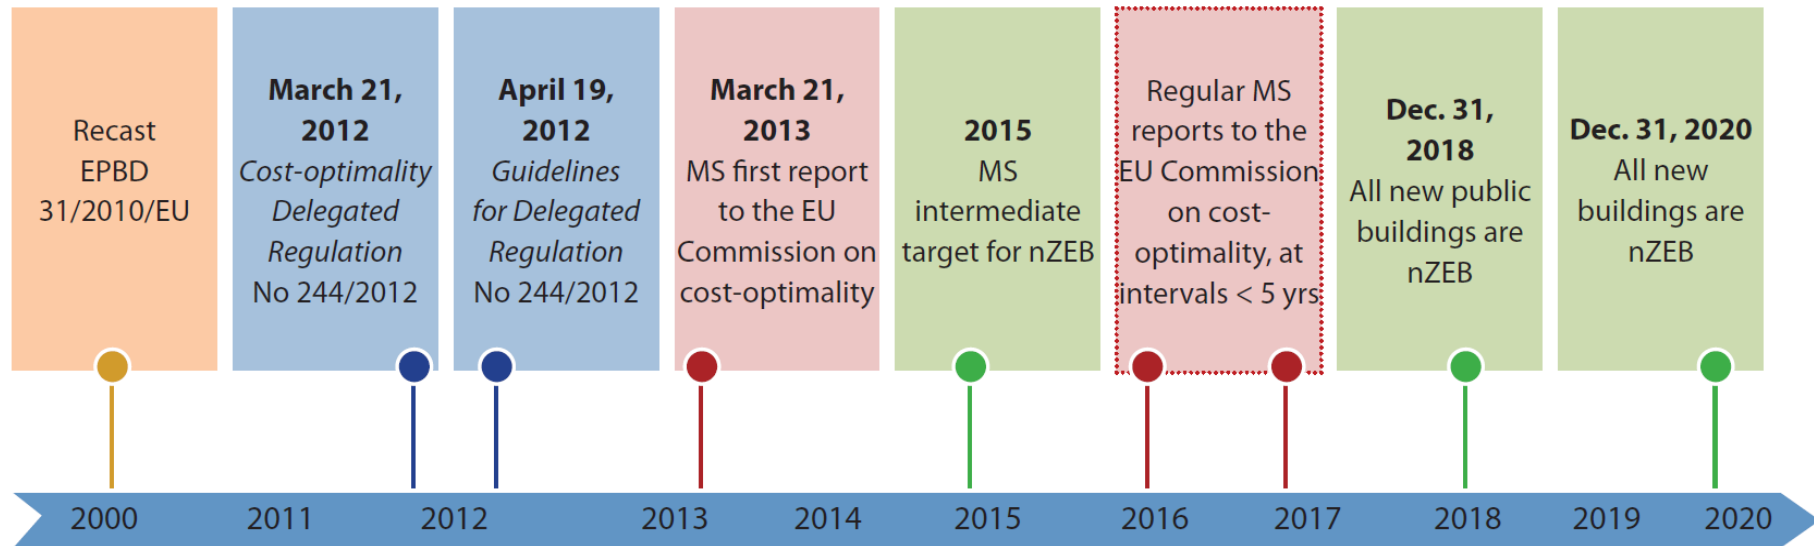 Recast
EPBD
31/2010/EU
March 21,
2012
Cost-optimality
Delegated
Regulation
No 244/2012
April 19,
2012
Guidelines
for Delegated
Regulation
No 244/2012
March 21,
2013
MS first report
to the EU
Commission on
cost-optimality
2015
MS
intermediate
target for nZEB
Regular MS
reports to the
EU Commission
on cost-
optimality, at
intervals < 5 yrs
Dec. 31,
2018
All new public
buildings are
nZEB
Dec. 31, 2020
All new
buildings are
nZEB
2000 2011 2012 2013 2014 2015 2016 2017 2018 2019 2020